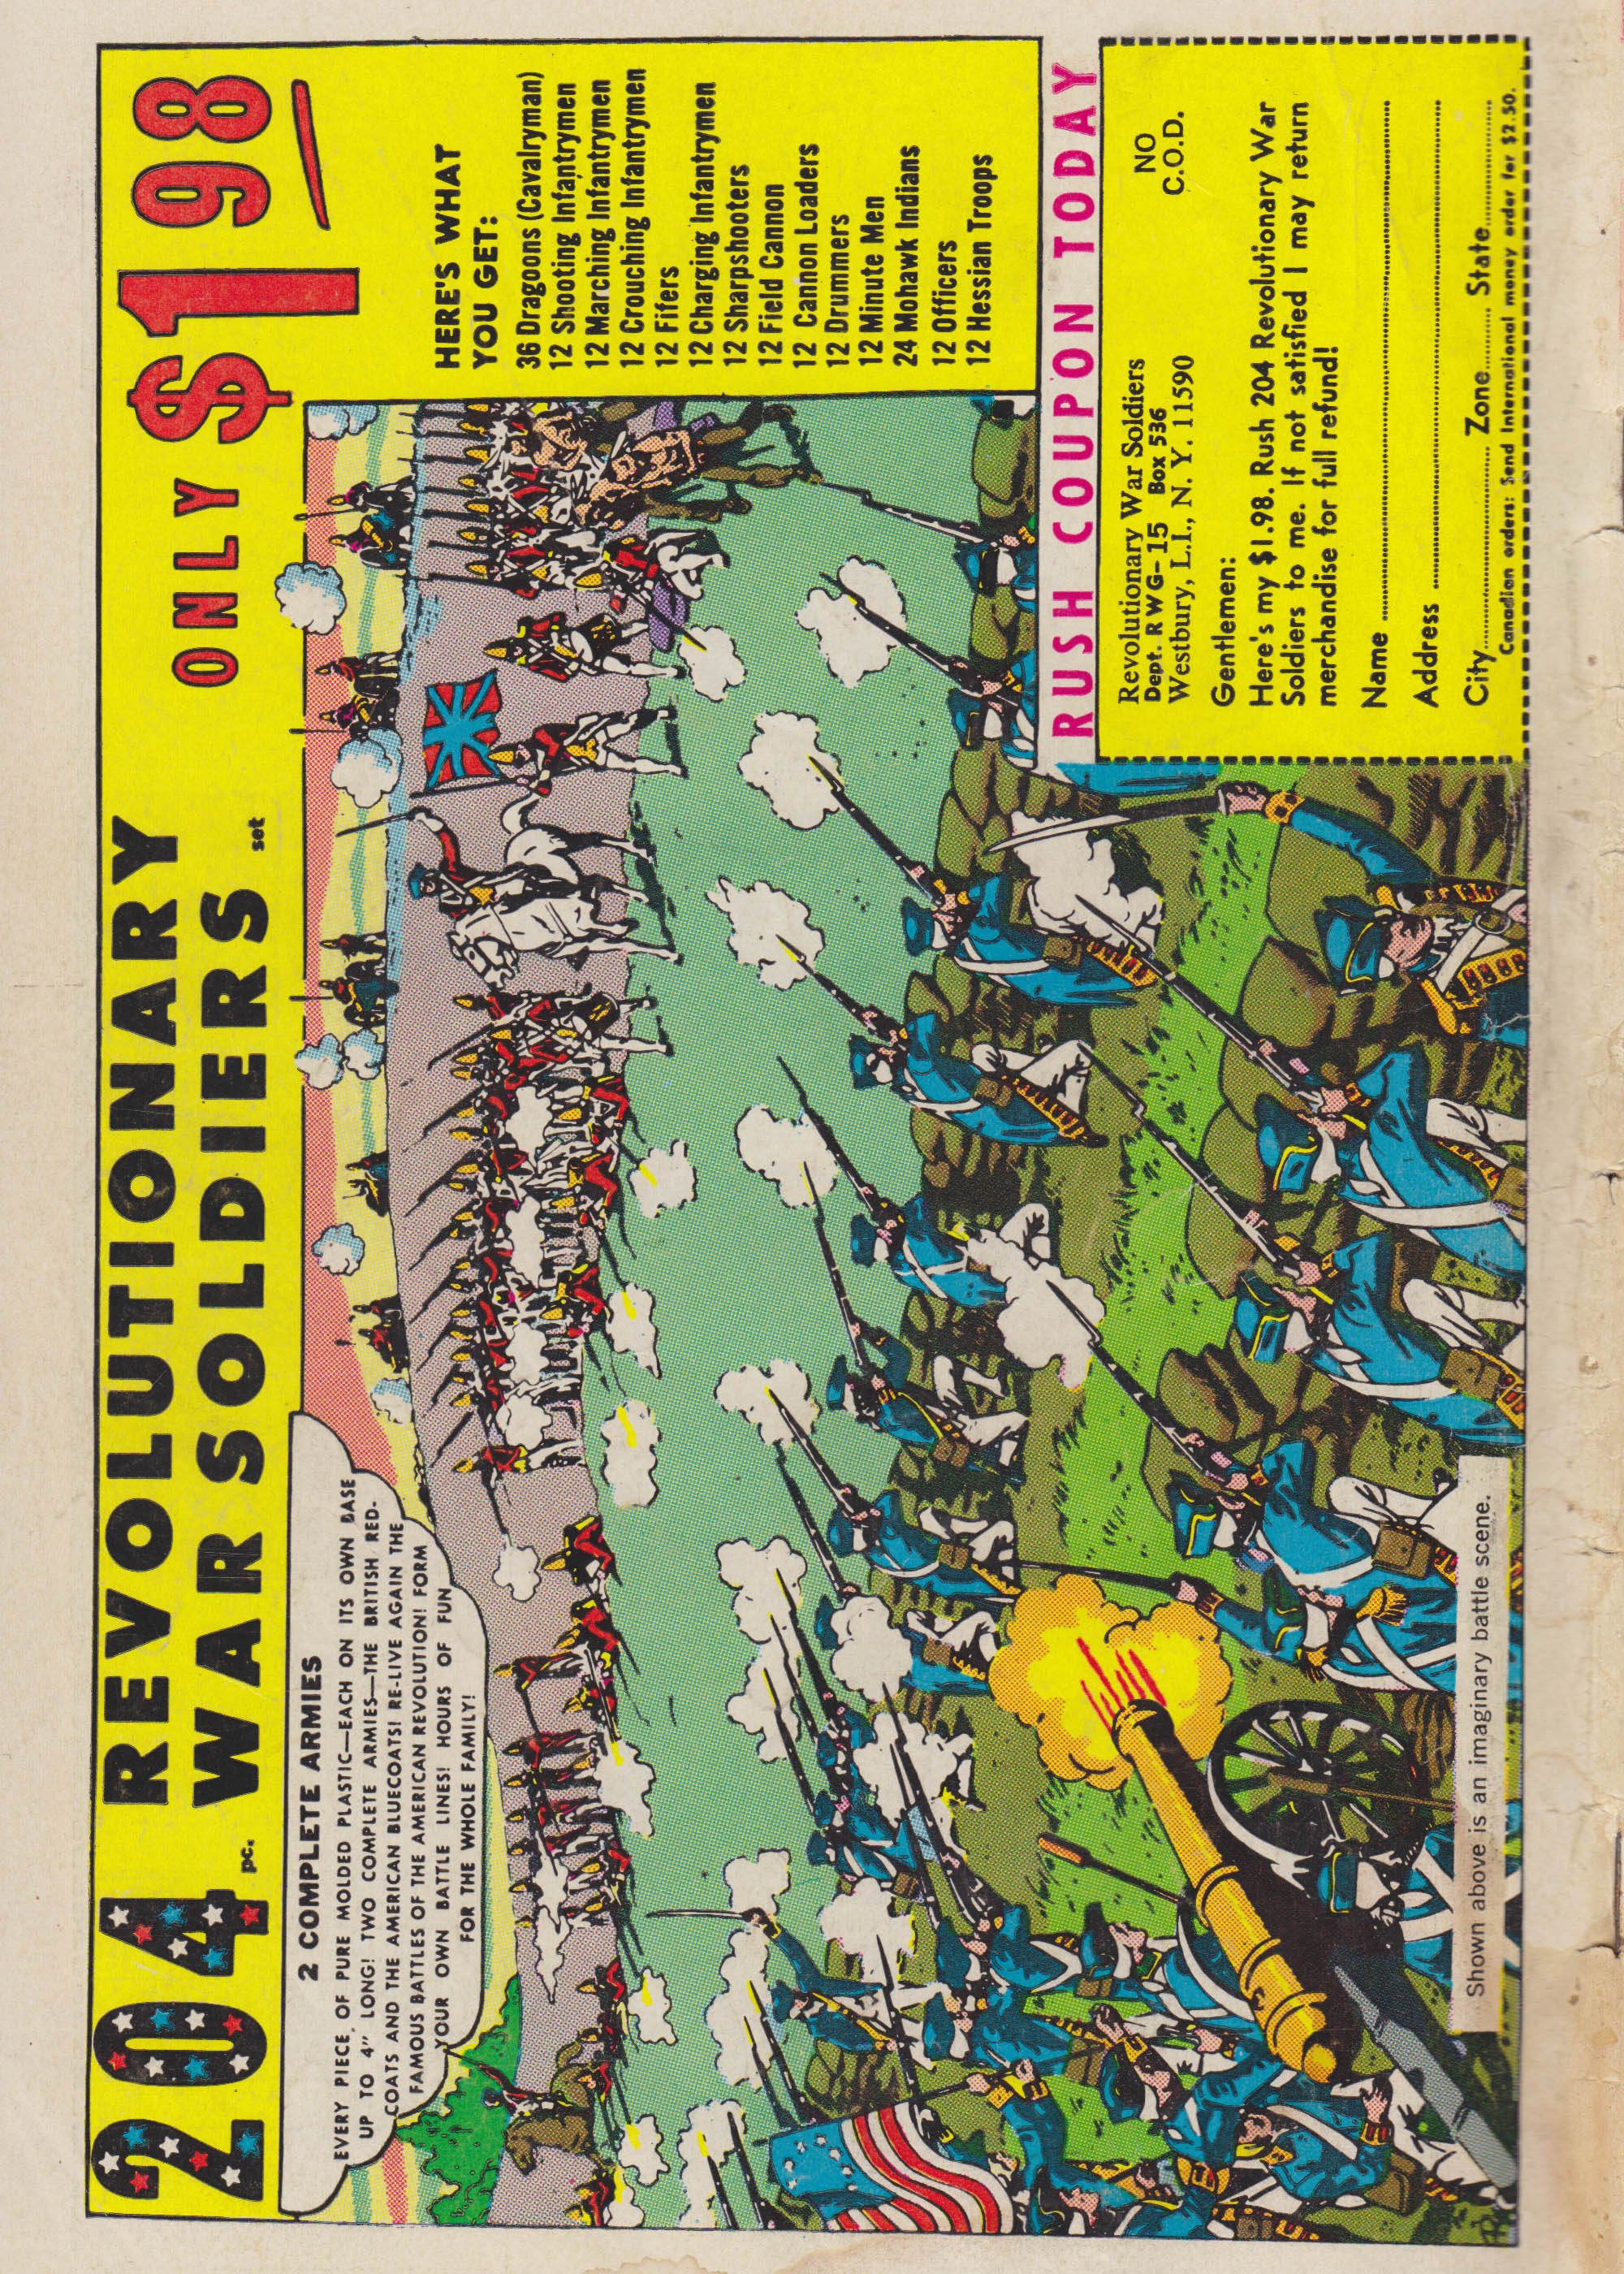 204 pc. REVOLUTIONARY
WAR SOLDIERS set
ONLY $198
2 COMPLETE ARMIES
EVERY PIECE OF PURE MOLDED PLASTIC—EACH ON ITS OWN BASE
UP TO 4" LONG! TWO COMPLETE ARMIES—THE BRITISH RED-
COATS AND THE AMERICAN BLUECOATS! RE-LIVE AGAIN THE
FAMOUS BATTLES OF THE AMERICAN REVOLUTION! FORM
YOUR OWN BATTLE LINES! HOURS OF FUN
FOR THE WHOLE FAMILY!
HERE'S WHAT
YOU GET:
36 Dragoons (Cavalryman)
12 Shooting Infantrymen
12 Marching Infantrymen
12 Crouching Infantrymen
12 Fifers
12 Charging Infantrymen
12 Sharpshooters
12 Field Cannon
12 Cannon Loaders
12 Drummers
12 Minute Men
24 Mohawk Indians
12 Officers
12 Hessian Troops
Shown above is an imaginary battle scene.
RUSH COUPON TODAY
Revolutionary War Soldiers
Dept. RWG-15 Box 536
Westbury, L.I., N. Y. 11590
NO
C.O.D.
Gentlemen:
Here's my $1.98. Rush 204 Revolutionary War
Soldiers to me. If not satisfied I may return
merchandise for full refund!
Name
Address
City Zone State
Canadian orders: Send International money order for $2.50.